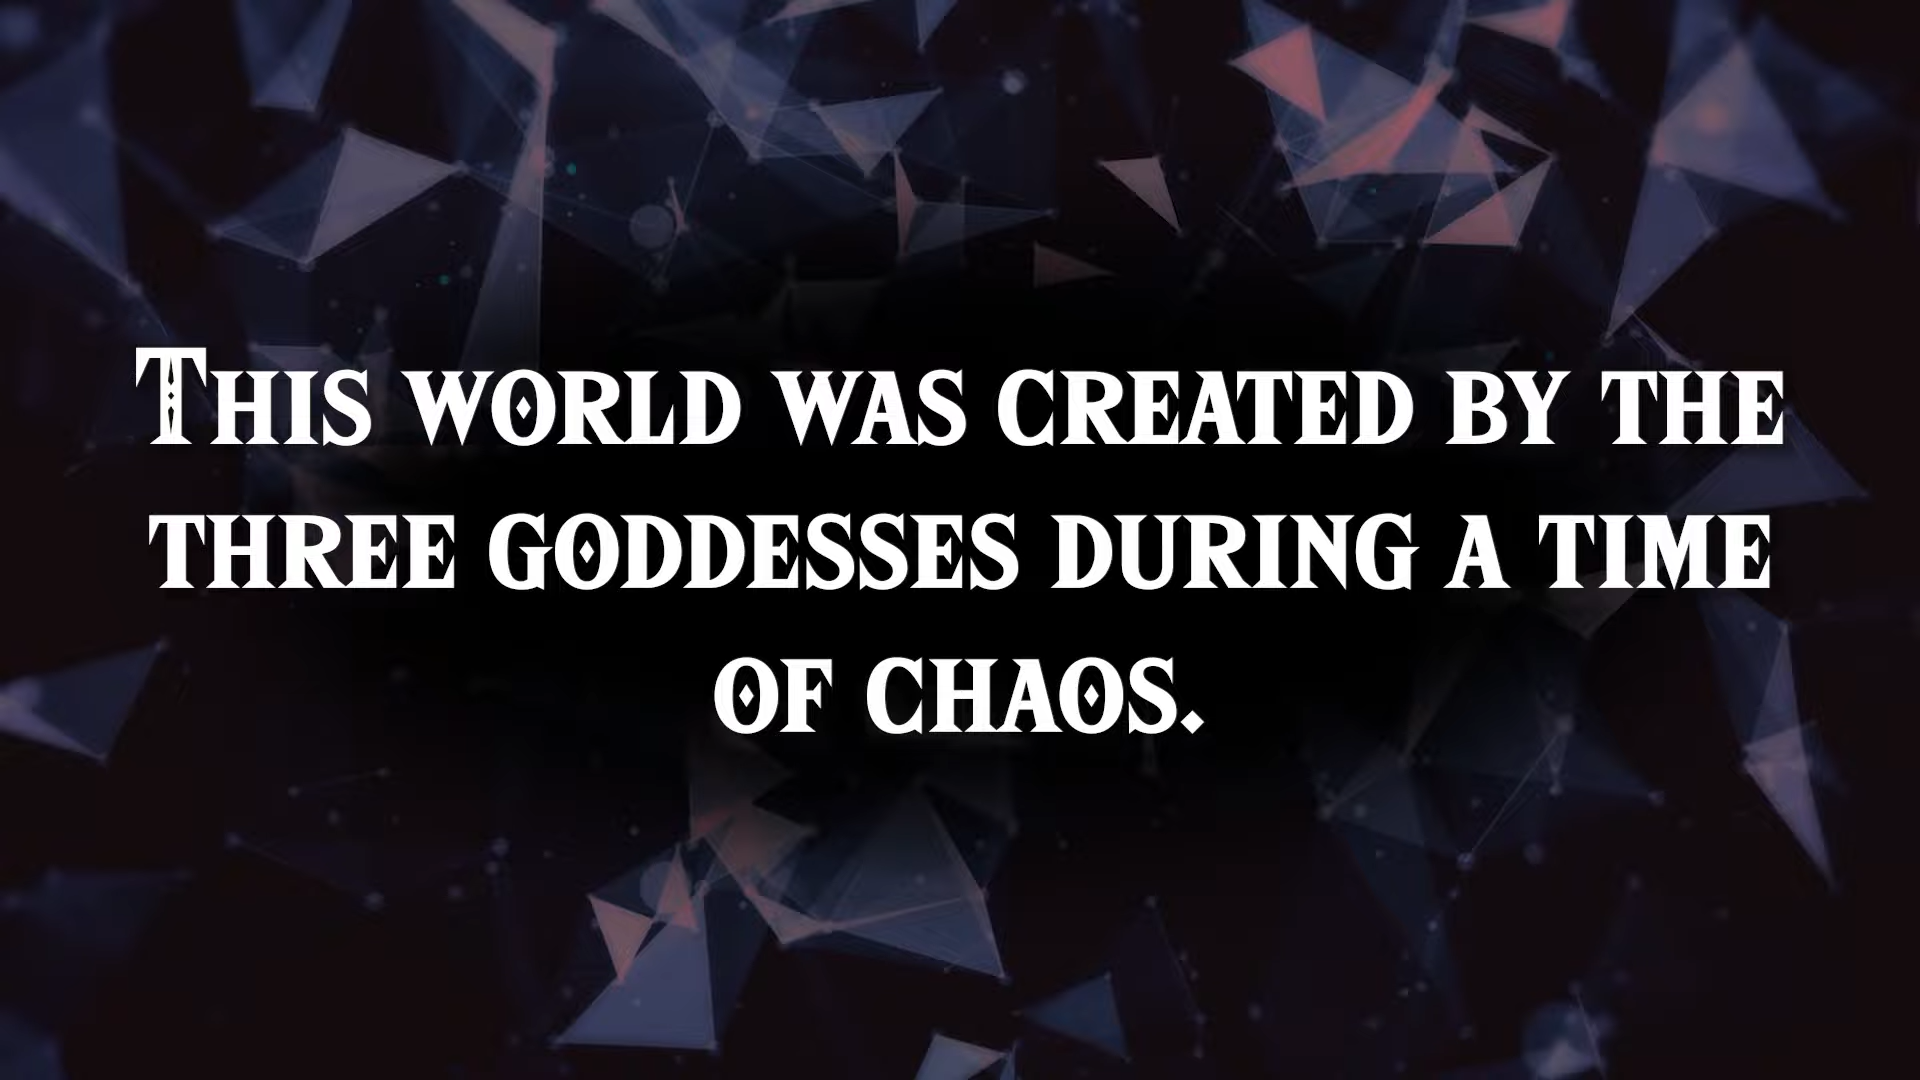 This world was created by the
three goddesses during a time
of chaos.